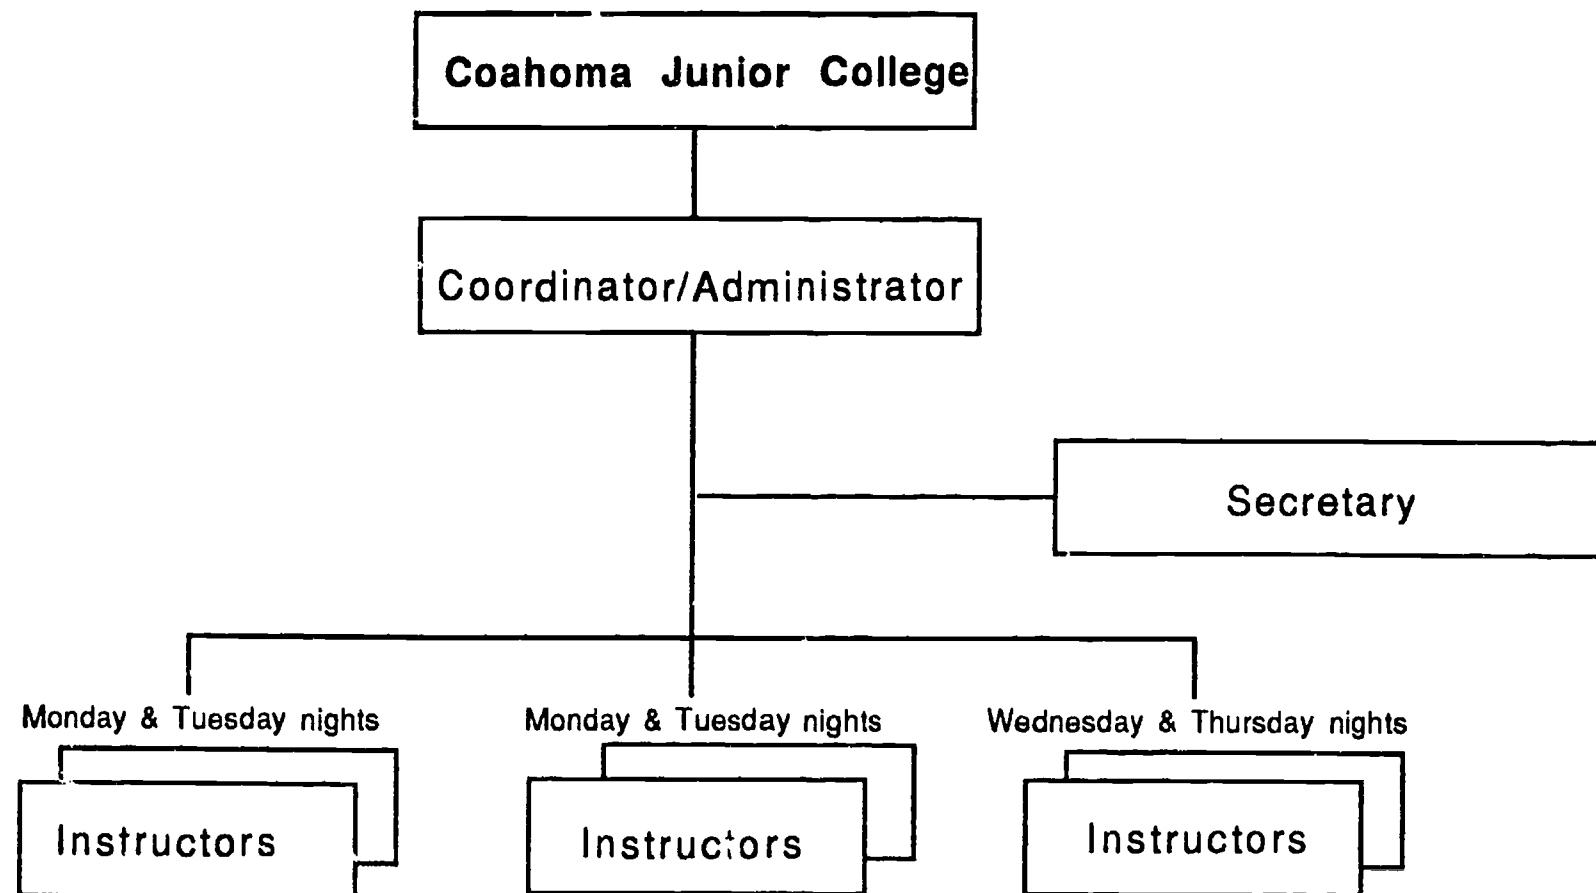 Coahoma Junior College
Coordinator/Administrator
Secretary
Monday & Tuesday nights
Monday & Tuesday nights
Wednesday & Thursday nights
Instructors
Instructors
Instructors